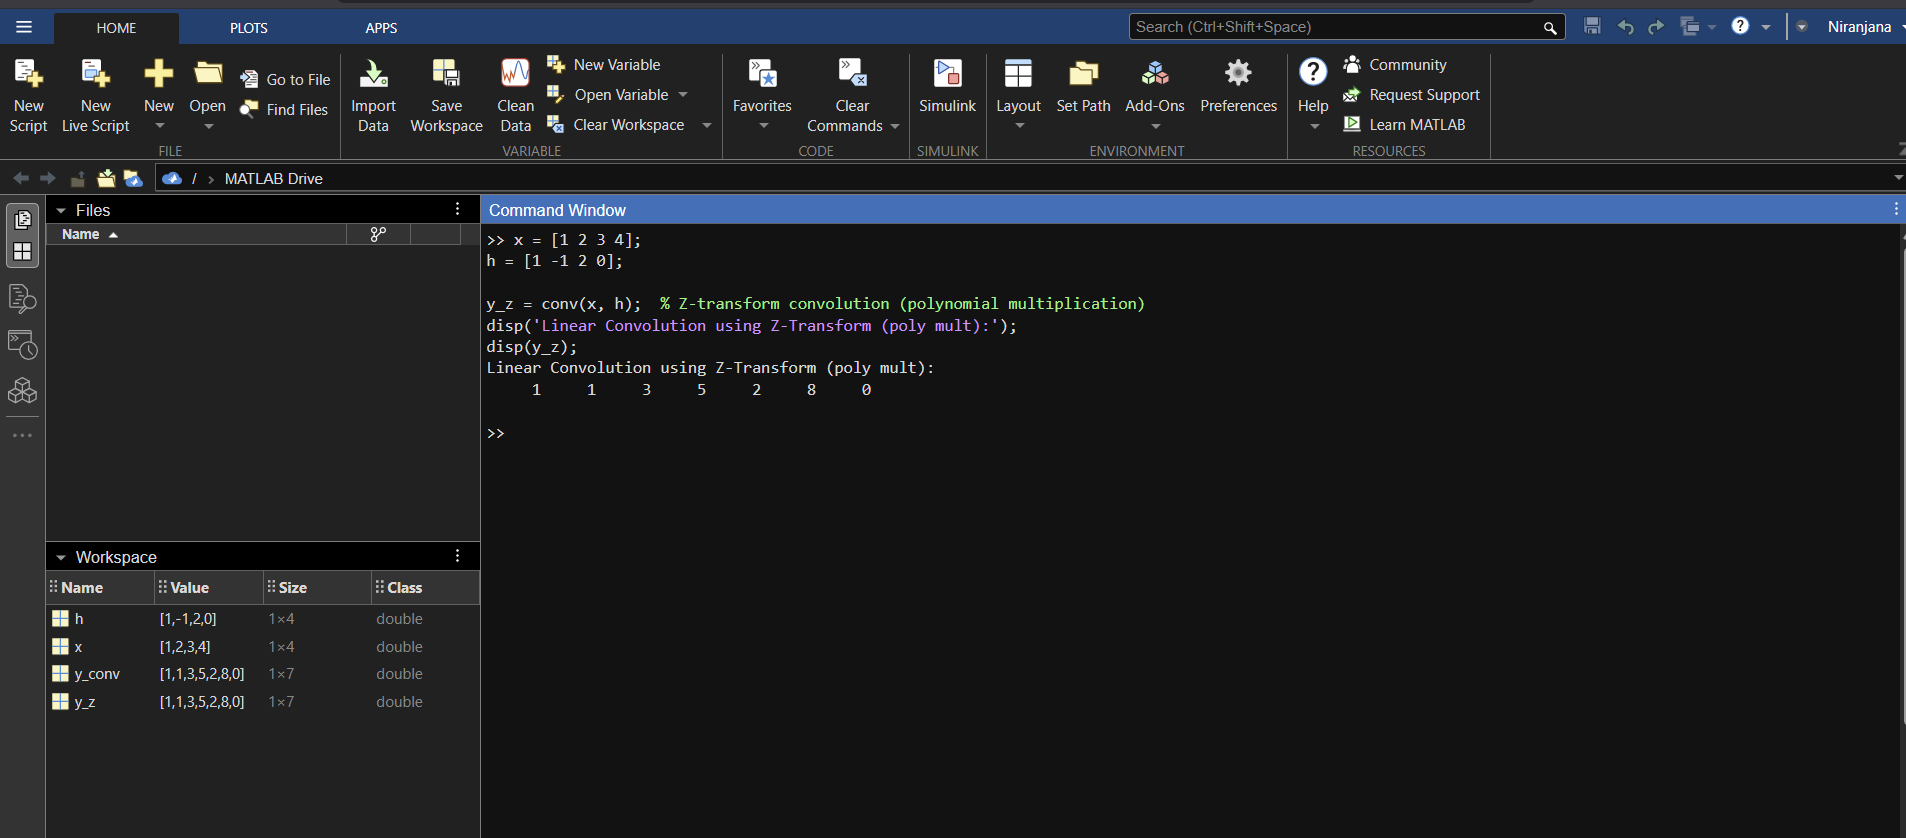 HOME PLOTS APPS Search (Ctrl+Shift+Space) ? Niranjana
New Script
New Live Script
New
Open
Go to File
Find Files
FILE
Import Data
Save Workspace
Clean Data
New Variable
Open Variable
Clear Workspace
VARIABLE
Favorites
Clear Commands
CODE
Simulink
SIMULINK
Layout
Set Path
Add-Ons
Preferences
ENVIRONMENT
? Help
Community
Request Support
Learn MATLAB
RESOURCES
/ › MATLAB Drive
Files
Name
Workspace
Name Value Size Class
h [1,-1,2,0] 1×4 double
x [1,2,3,4] 1×4 double
y_conv [1,1,3,5,2,8,0] 1×7 double
y_z [1,1,3,5,2,8,0] 1×7 double
Command Window
>> x = [1 2 3 4];
h = [1 -1 2 0];
y_z = conv(x, h);  % Z-transform convolution (polynomial multiplication)
disp('Linear Convolution using Z-Transform (poly mult):');
disp(y_z);
Linear Convolution using Z-Transform (poly mult):
1 1 3 5 2 8 0
>>